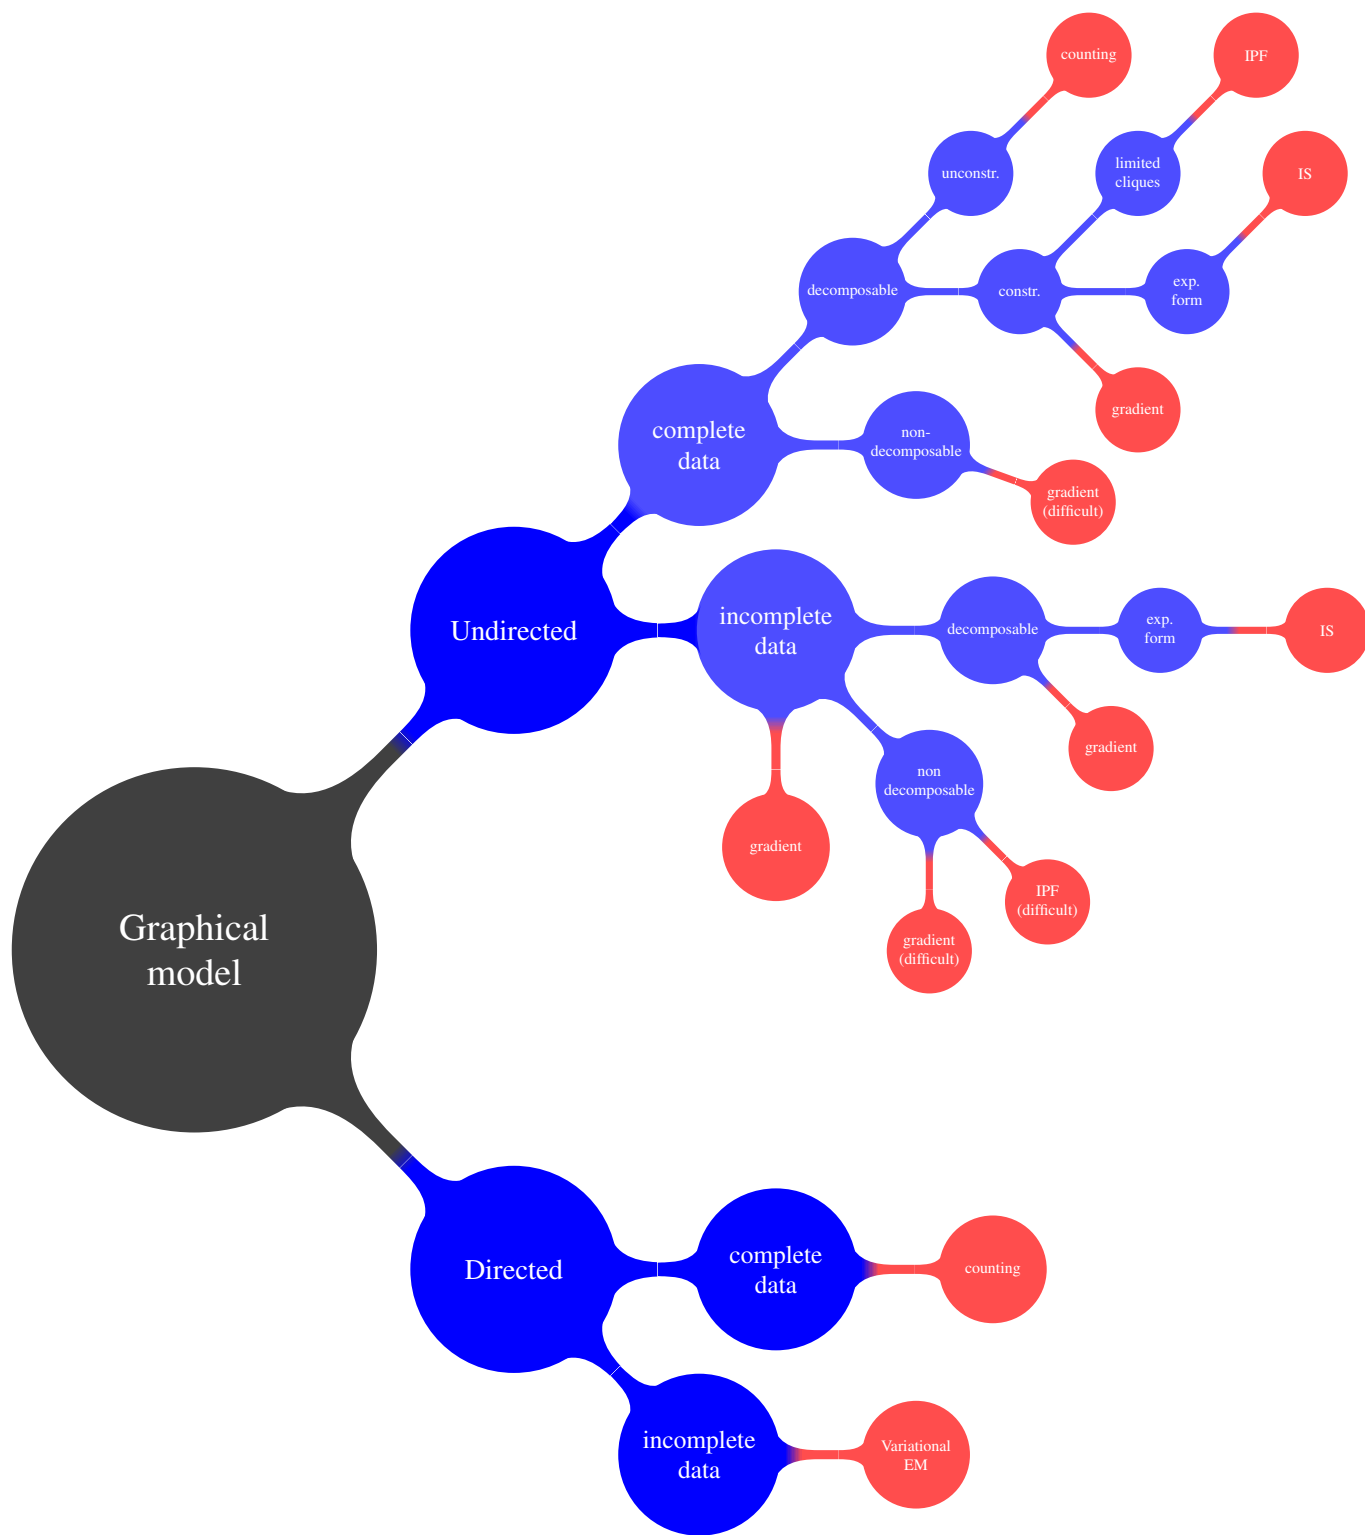 counting
IPF
unconstr.
limited
cliques
IS
decomposable
constr.
exp.
form
gradient
complete
data
non-
decomposable
gradient
(difficult)
Undirected
incomplete
data
decomposable
exp.
form
IS
gradient
non
decomposable
gradient
IPF
(difficult)
gradient
(difficult)
Graphical
model
Directed
complete
data
counting
incomplete
data
Variational
EM